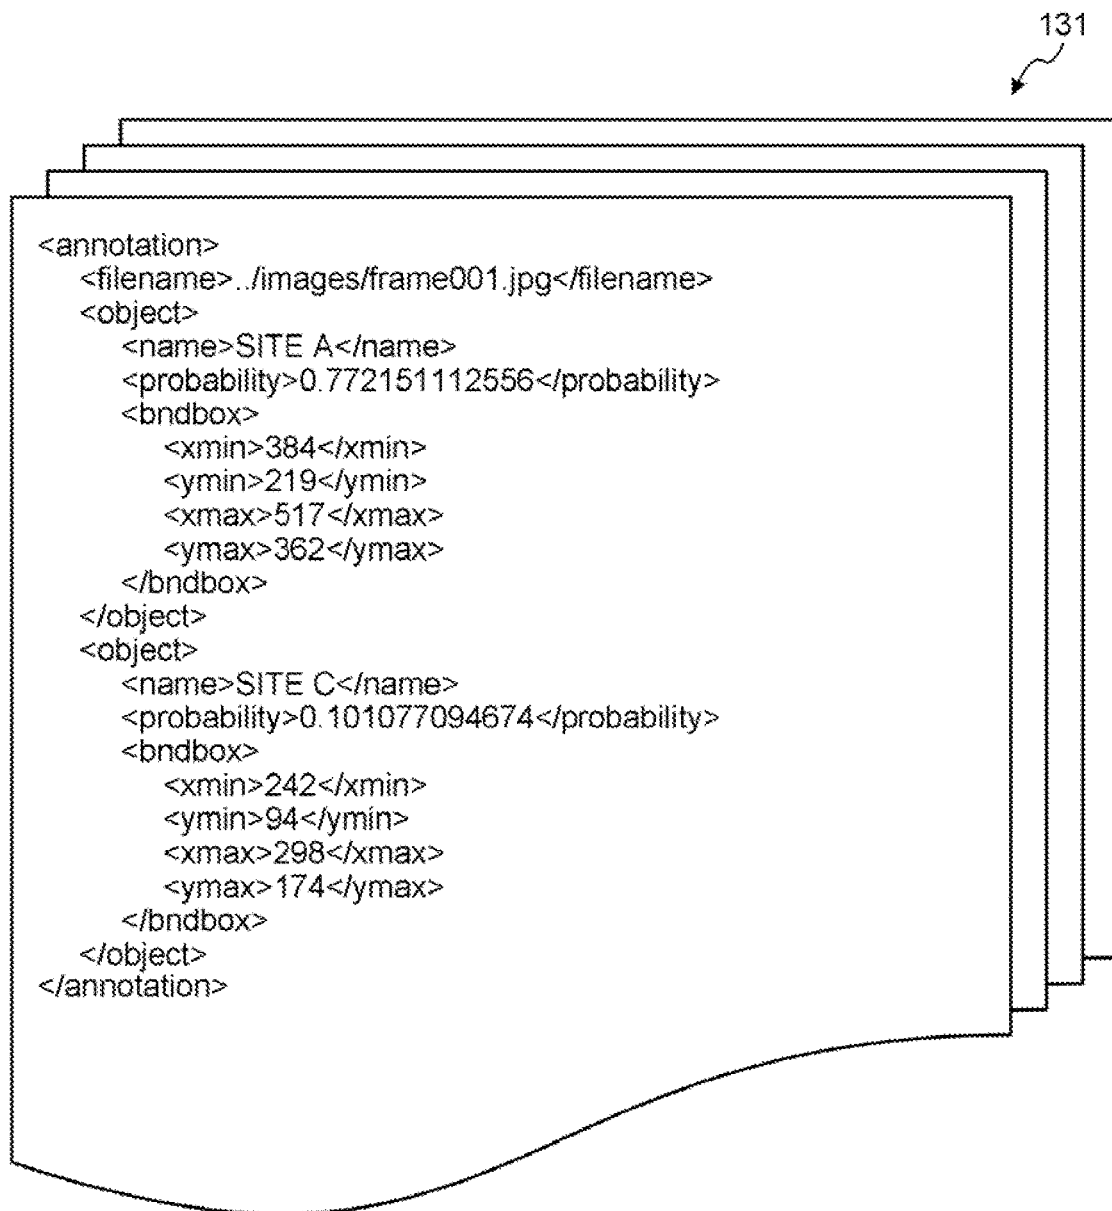 131
<annotation>
<filename>../images/frame001.jpg</filename>
<object>
<name>SITE A</name>
<probability>0.772151112556</probability>
<bndbox>
<xmin>384</xmin>
<ymin>219</ymin>
<xmax>517</xmax>
<ymax>362</ymax>
</bndbox>
</object>
<object>
<name>SITE C</name>
<probability>0.101077094674</probability>
<bndbox>
<xmin>242</xmin>
<ymin>94</ymin>
<xmax>298</xmax>
<ymax>174</ymax>
</bndbox>
</object>
</annotation>